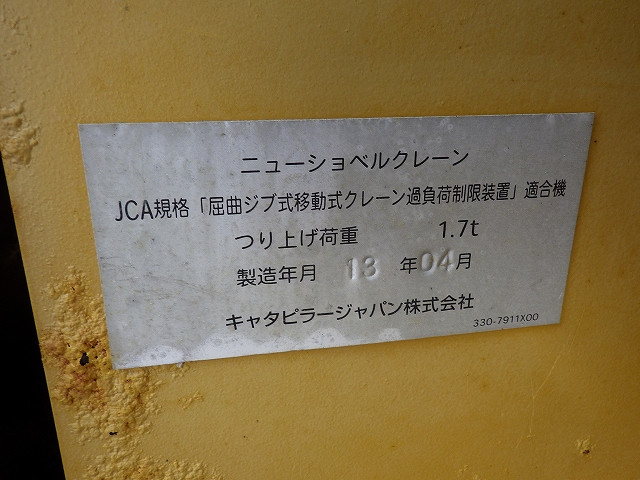 ニューショベルクレーン
JCA規格「屈曲ジブ式移動式クレーン過負荷制限装置」適合機
つり上げ荷重 1.7t
製造年月 13 年04月
キャタピラージャパン株式会社
330-7911X00